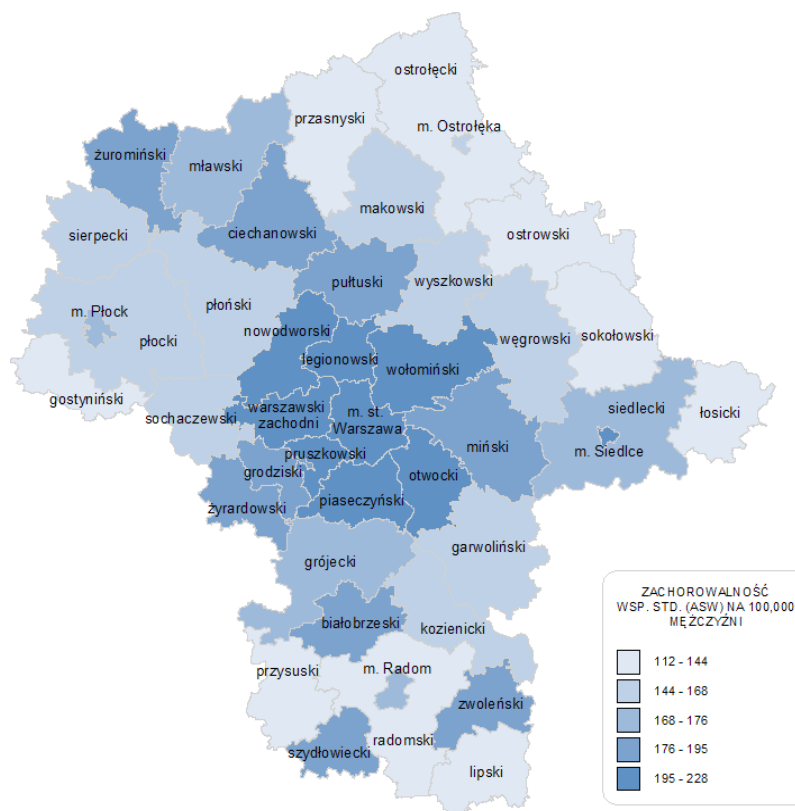 ostrołęcki
przasnyski
m. Ostrołęka
żuromiński
mławski
makowski
sierpecki
ciechanowski
ostrowski
pułtuski
wyszkowski
m. Płock
płoński
nowodworski
węgrowski
sokołowski
płocki
legionowski
wołomiński
gostyniński
sochaczewski
warszawski
zachodni
m. st.
Warszawa
siedlecki
łosicki
miński
m. Siedlce
pruszkowski
grodziski
otwocki
piaseczyński
żyrardowski
garwoliński
grójecki
białobrzeski
kozienicki
przysuski
m. Radom
zwoleński
szydłowiecki
radomski
lipski
ZACHOROWALNOŚĆ
WSP. STD. (ASW) NA 100,000
MĘŻCZYŹNI
112 - 144
144 - 168
168 - 176
176 - 195
195 - 228